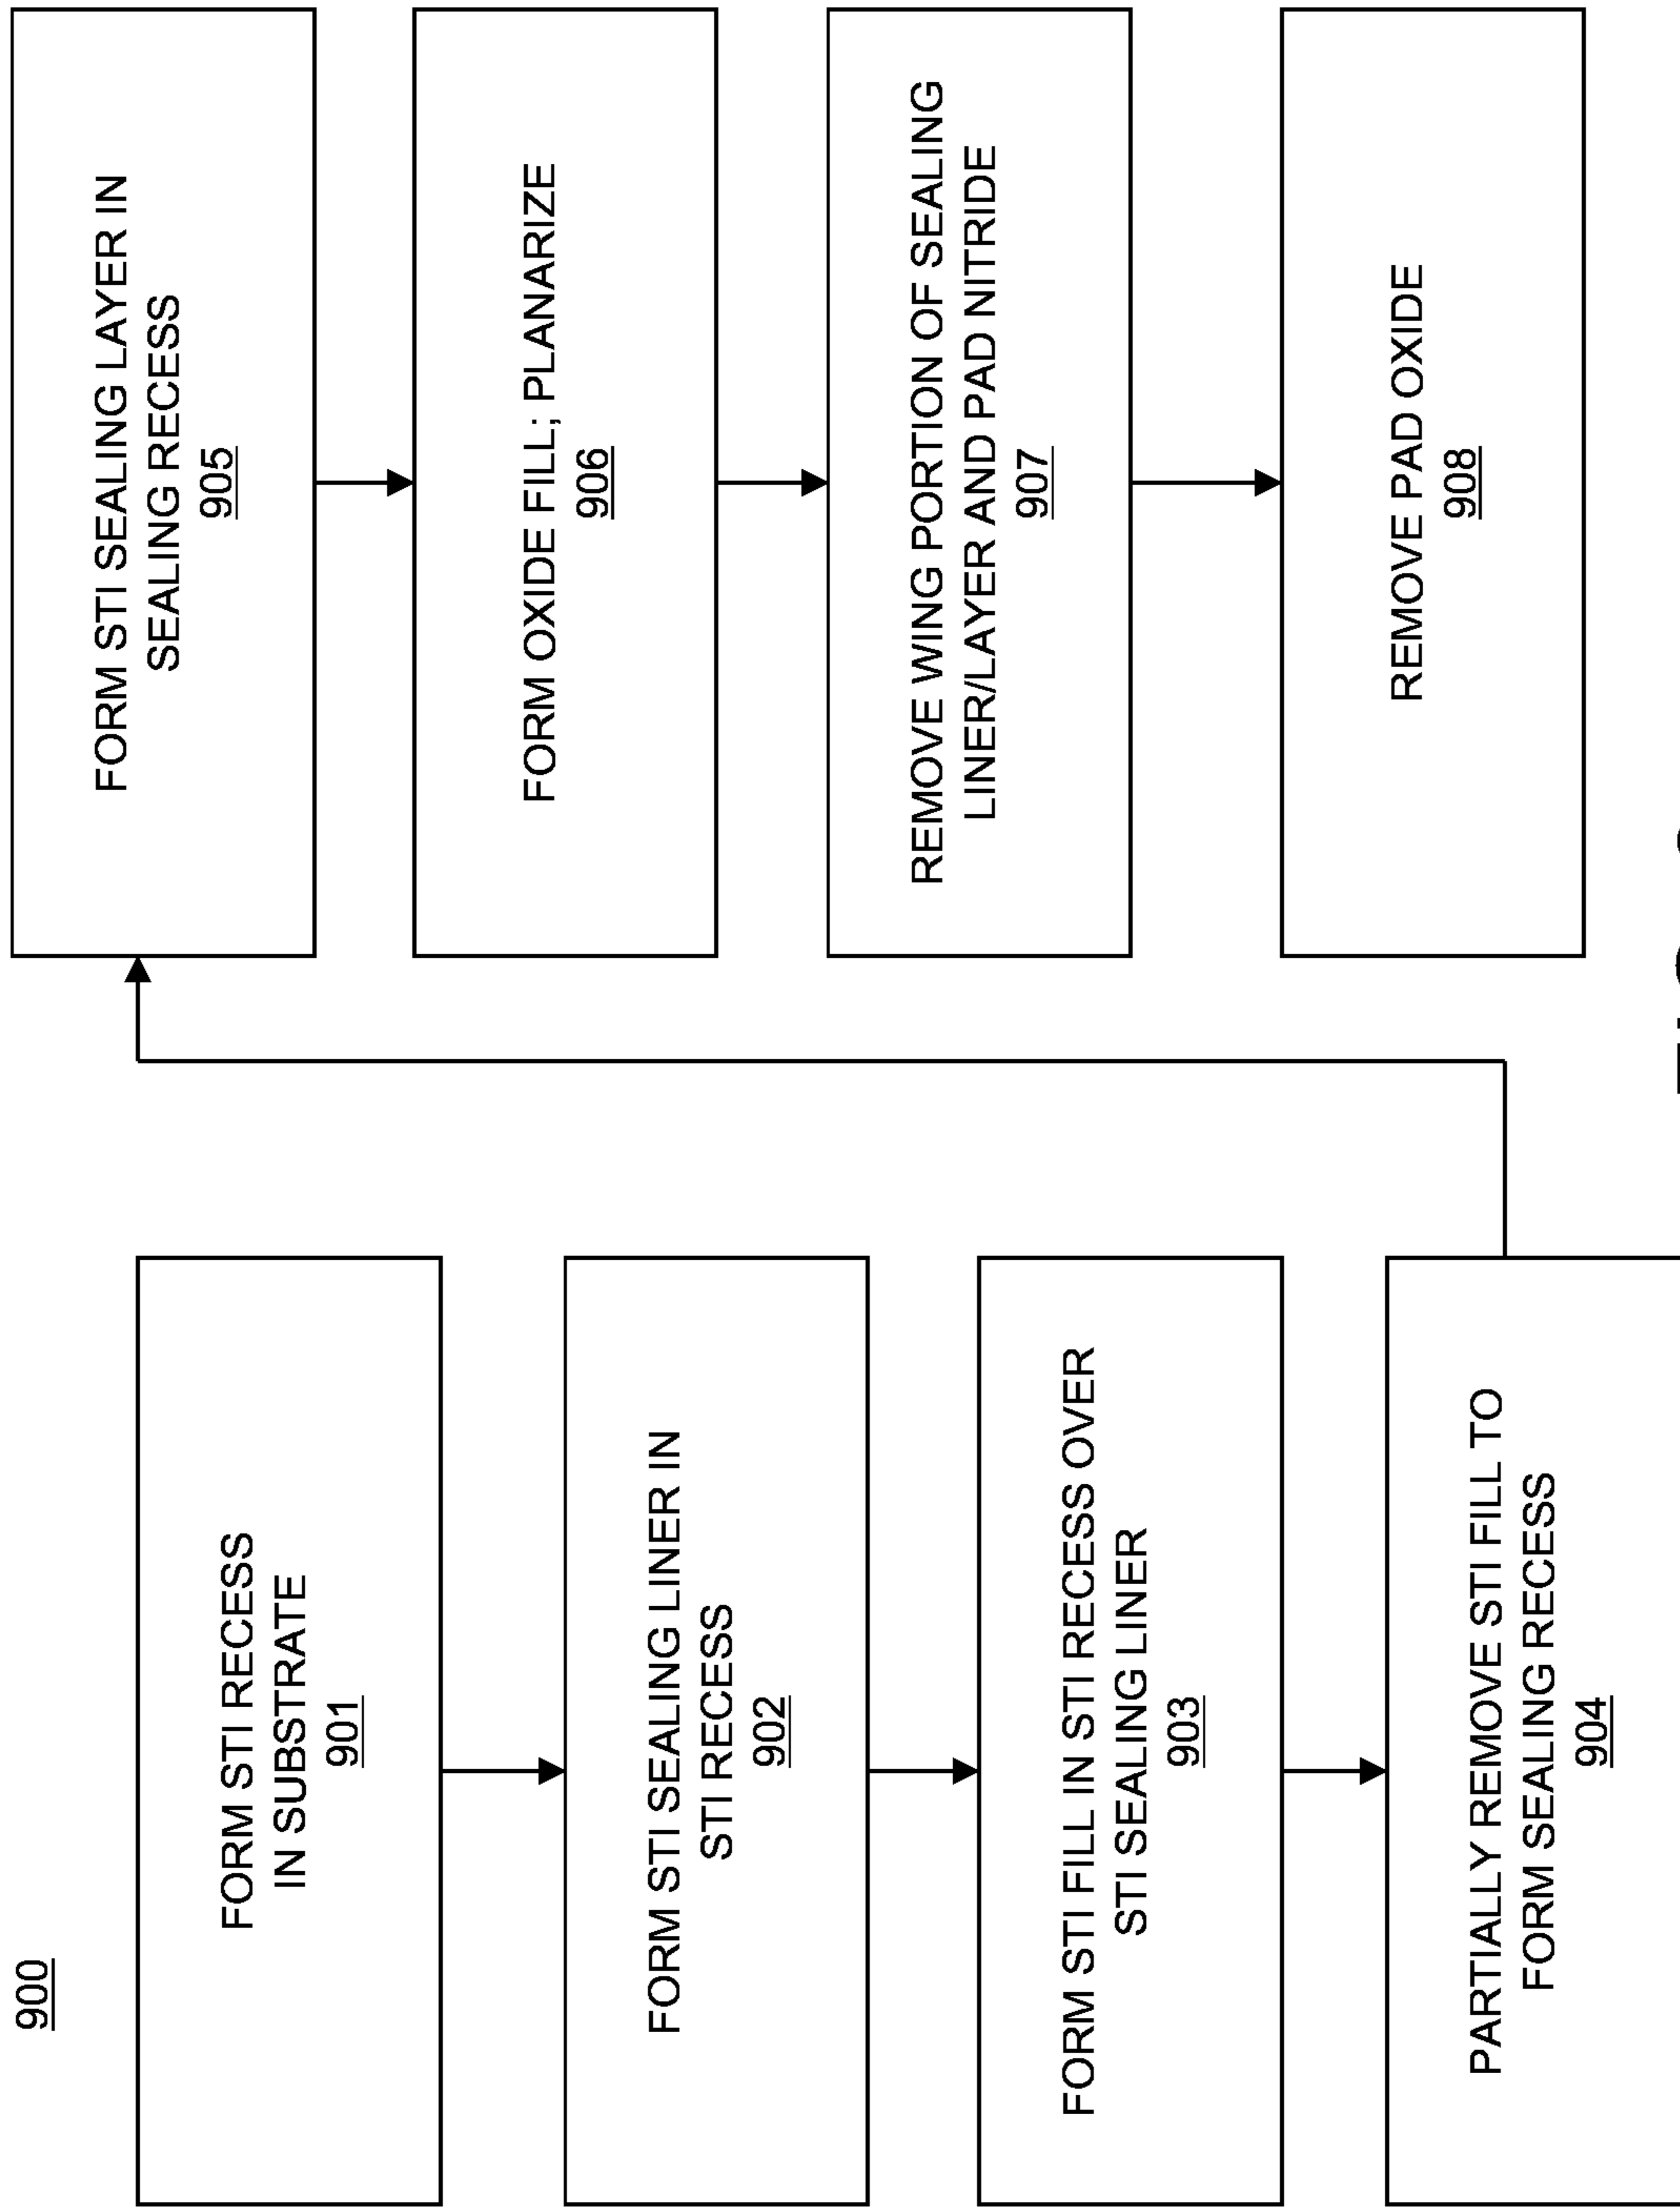 900
FORM STI RECESS
IN SUBSTRATE
901
FORM STI SEALING LINER IN
STI RECESS
902
FORM STI FILL IN STI RECESS OVER
STI SEALING LINER
903
PARTIALLY REMOVE STI FILL TO
FORM SEALING RECESS
904
FORM STI SEALING LAYER IN
SEALING RECESS
905
FORM OXIDE FILL; PLANARIZE
906
REMOVE WING PORTION OF SEALING
LINER/LAYER AND PAD NITRIDE
907
REMOVE PAD OXIDE
908